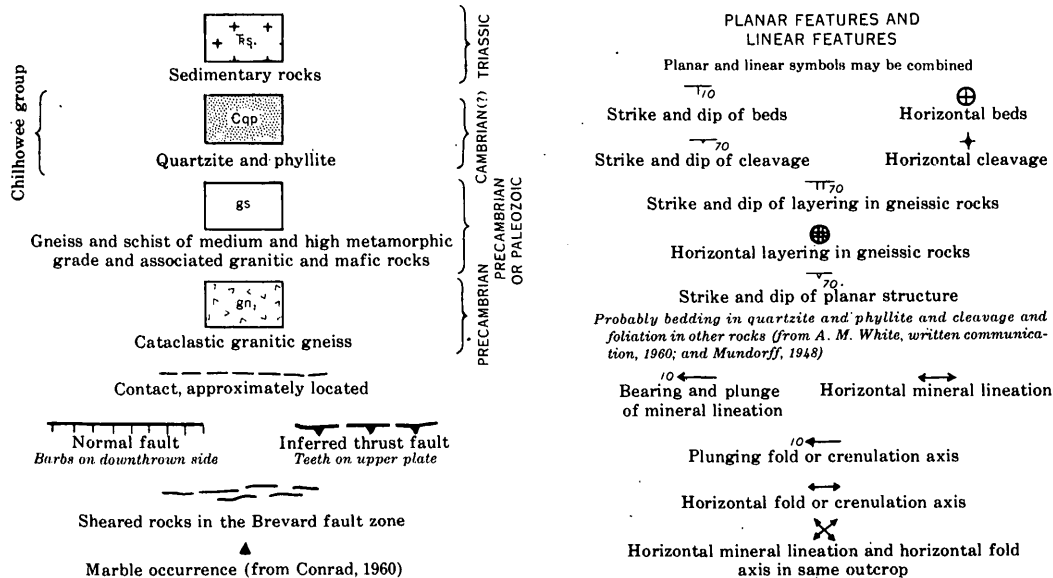 Ꞧs
Sedimentary rocks
TRIASSIC
Chilhowee group
Cqp
Quartzite and phyllite
CAMBRIAN(?)
gs
Gneiss and schist of medium and high metamorphic
grade and associated granitic and mafic rocks
PRECAMBRIAN
OR PALEOZOIC
gn
Cataclastic granitic gneiss
PRECAMBRIAN
Contact, approximately located
Normal fault
Barbs on downthrown side
Inferred thrust fault
Teeth on upper plate
Sheared rocks in the Brevard fault zone
Marble occurrence (from Conrad, 1960)
PLANAR FEATURES AND
LINEAR FEATURES
Planar and linear symbols may be combined
10
Strike and dip of beds
Horizontal beds
70
Strike and dip of cleavage
Horizontal cleavage
70
Strike and dip of layering in gneissic rocks
Horizontal layering in gneissic rocks
70
Strike and dip of planar structure
Probably bedding in quartzite and phyllite and cleavage and
foliation in other rocks (from A. M. White, written communica-
tion, 1960; and Mundorff, 1948)
10
Bearing and plunge
of mineral lineation
Horizontal mineral lineation
10
Plunging fold or crenulation axis
Horizontal fold or crenulation axis
Horizontal mineral lineation and horizontal fold
axis in same outcrop